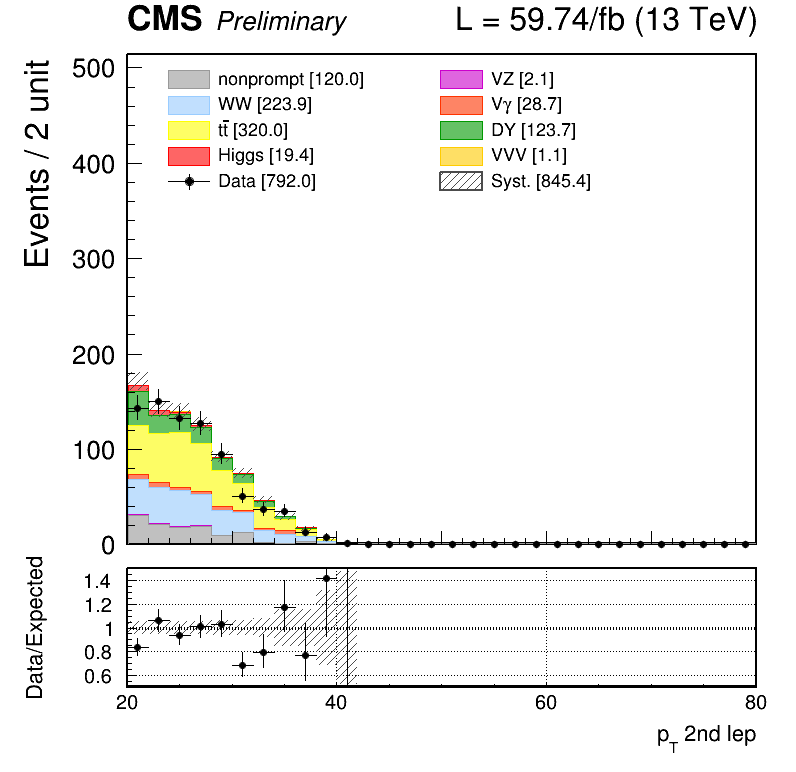 CMS Preliminary L = 59.74/fb (13 TeV)
Events / 2 unit
500
400
300
200
100
0
nonprompt [120.0]
WW [223.9]
tt̄ [320.0]
Higgs [19.4]
Data [792.0]
VZ [2.1]
Vγ [28.7]
DY [123.7]
VVV [1.1]
Syst. [845.4]
Data/Expected
1.4
1.2
1
0.8
0.6
20 40 60 80
p_T 2nd lep